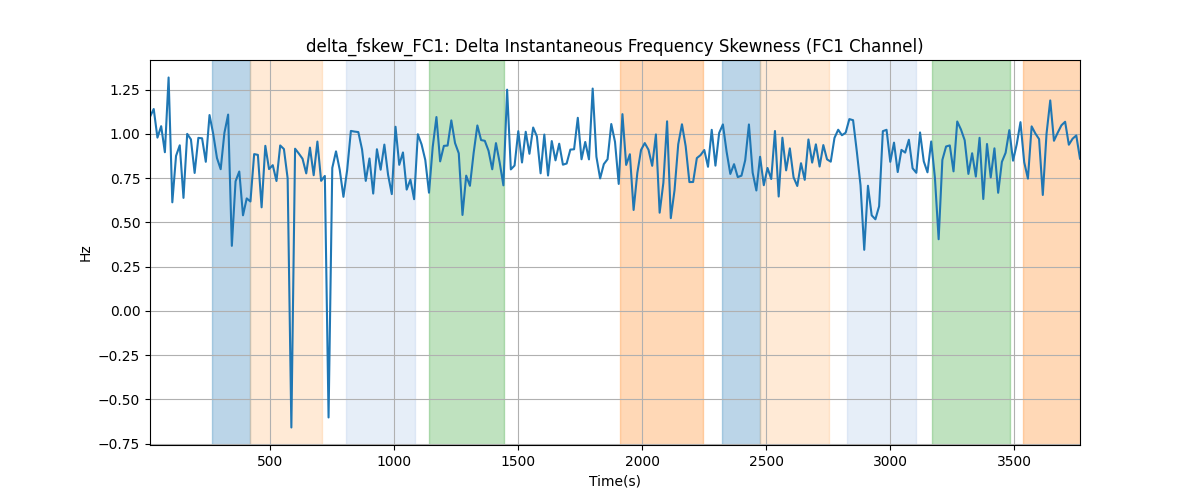 delta_fskew_FC1: Delta Instantaneous Frequency Skewness (FC1 Channel)
Hz
1.25
1.00
0.75
0.50
0.25
0.00
−0.25
−0.50
−0.75
500 1000 1500 2000 2500 3000 3500
Time(s)